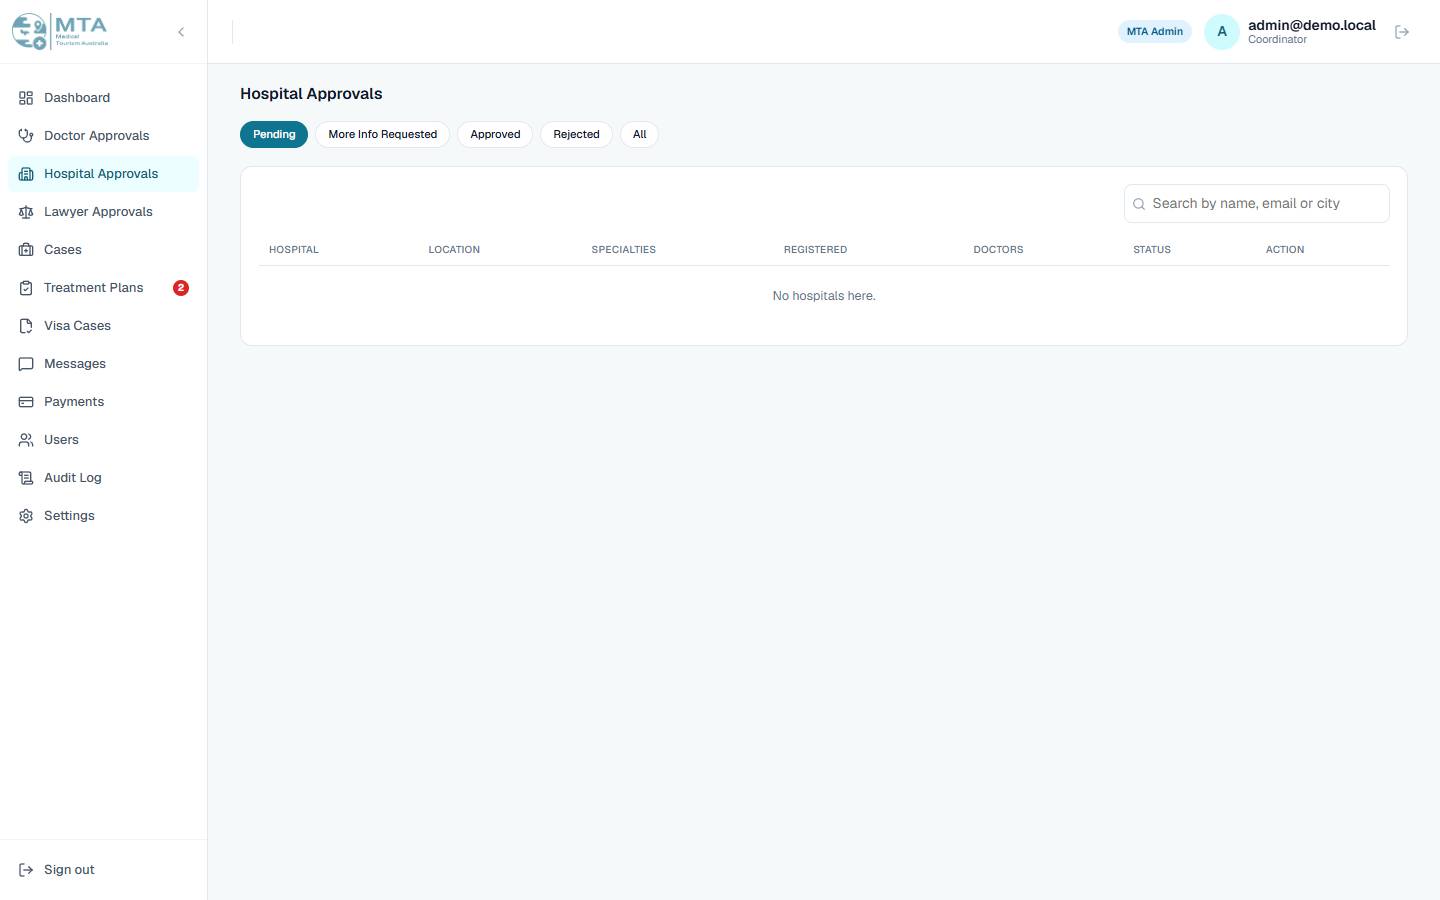 MTA
Medical
Tourism Australia
MTA Admin
A
admin@demo.local
Coordinator
Dashboard
Doctor Approvals
Hospital Approvals
Lawyer Approvals
Cases
Treatment Plans
2
Visa Cases
Messages
Payments
Users
Audit Log
Settings
Sign out
Hospital Approvals
Pending
More Info Requested
Approved
Rejected
All
Search by name, email or city
HOSPITAL
LOCATION
SPECIALTIES
REGISTERED
DOCTORS
STATUS
ACTION
No hospitals here.